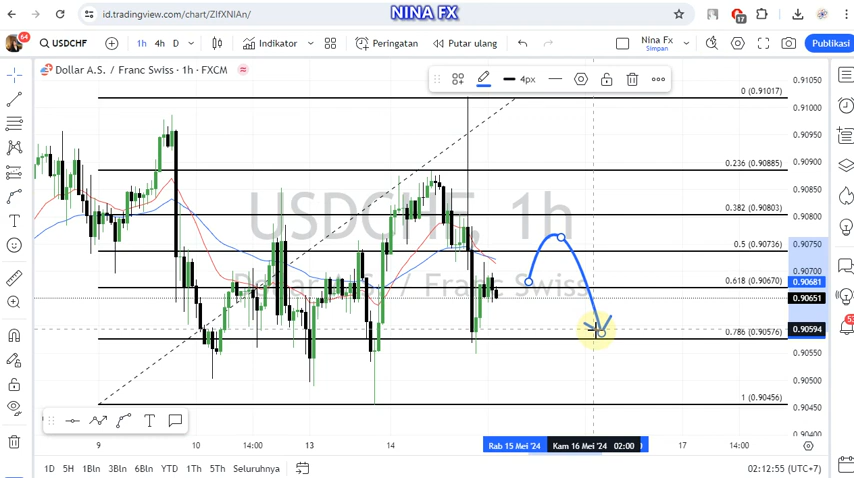 NINA FX
id.tradingview.com/chart/ZlfXNIAn/
17
64
USDCHF
1h 4h D
Indikator
Peringatan
Putar ulang
Nina Fx
Simpan
Publikasi
Dollar A.S. / Franc Swiss · 1h · FXCM
4px
USDCHF, 1h
Dollar A.S. / Franc Swiss
0 (0.91017)
0.236 (0.90885)
0.382 (0.90803)
0.5 (0.90736)
0.618 (0.90670)
0.786 (0.90576)
1 (0.90456)
0.91050
0.91000
0.90950
0.90900
0.90850
0.90800
0.90750
0.90700
0.90681
0.90651
0.90594
0.90550
0.90500
0.90450
0.90400
9
10
14:00
13
14
Rab 15 Mei '24
Kam 16 Mei '24 02:00
17
14:00
1D 5H 1Bln 3Bln 6Bln YTD 1Th 5Th Seluruhnya
02:12:55 (UTC+7)